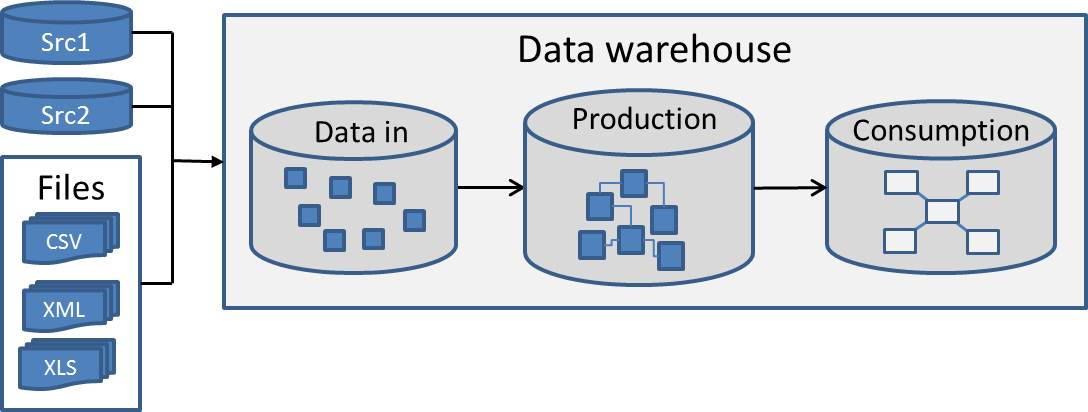 Src1
Src2
Files
CSV
XML
XLS
Data warehouse
Data in
Production
Consumption